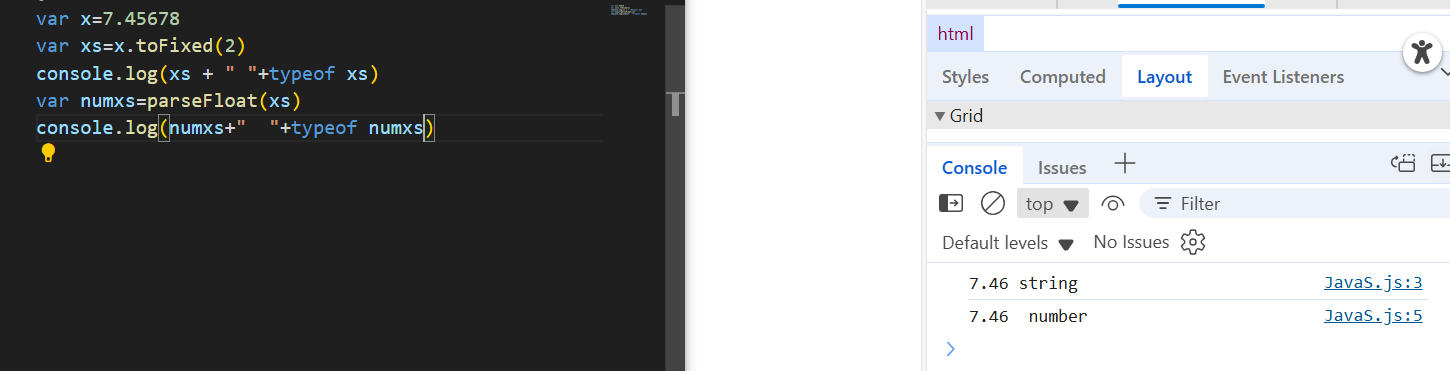 var x=7.45678
var xs=x.toFixed(2)
console.log(xs + " "+typeof xs)
var numxs=parseFloat(xs)
console.log(numxs+"  "+typeof numxs)
html
Styles Computed Layout Event Listeners
Grid
Console Issues
top Filter
Default levels No Issues
7.46 string JavaS.js:3
7.46  number JavaS.js:5